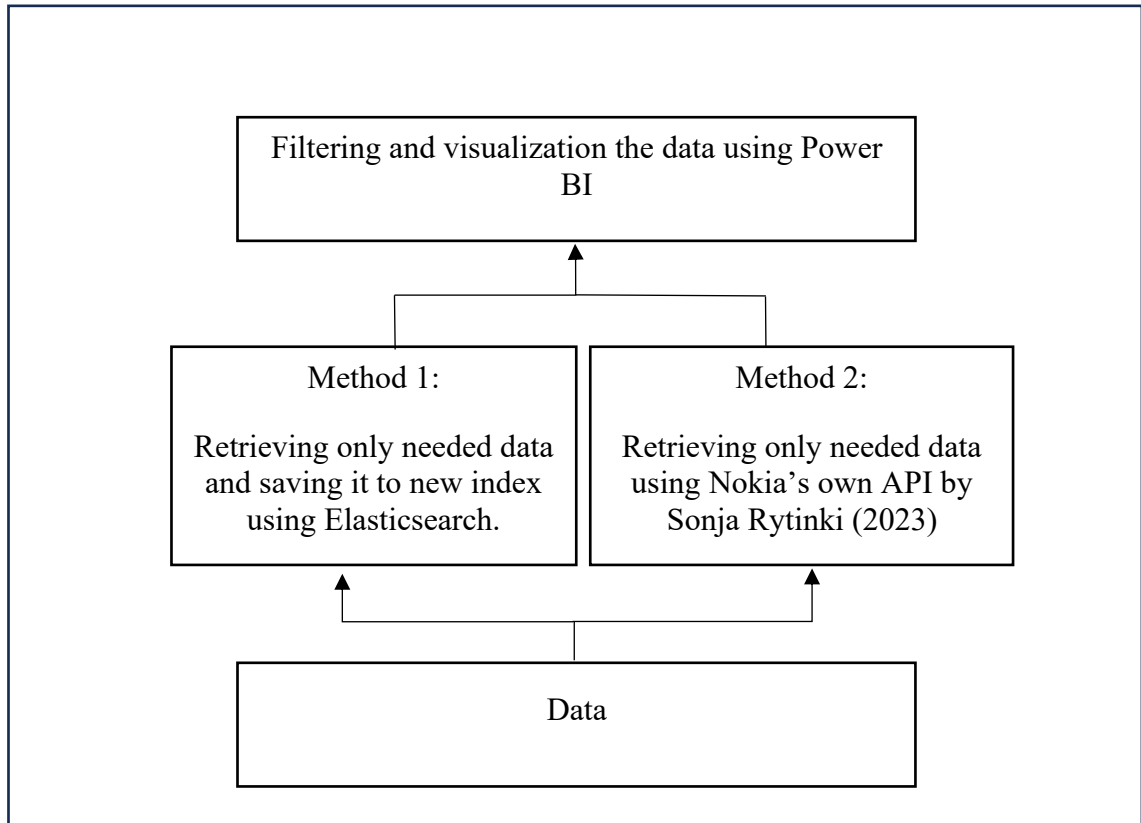 Filtering and visualization the data using Power
BI
Method 1:
Retrieving only needed data
and saving it to new index
using Elasticsearch.
Method 2:
Retrieving only needed data
using Nokia’s own API by
Sonja Rytinki (2023)
Data